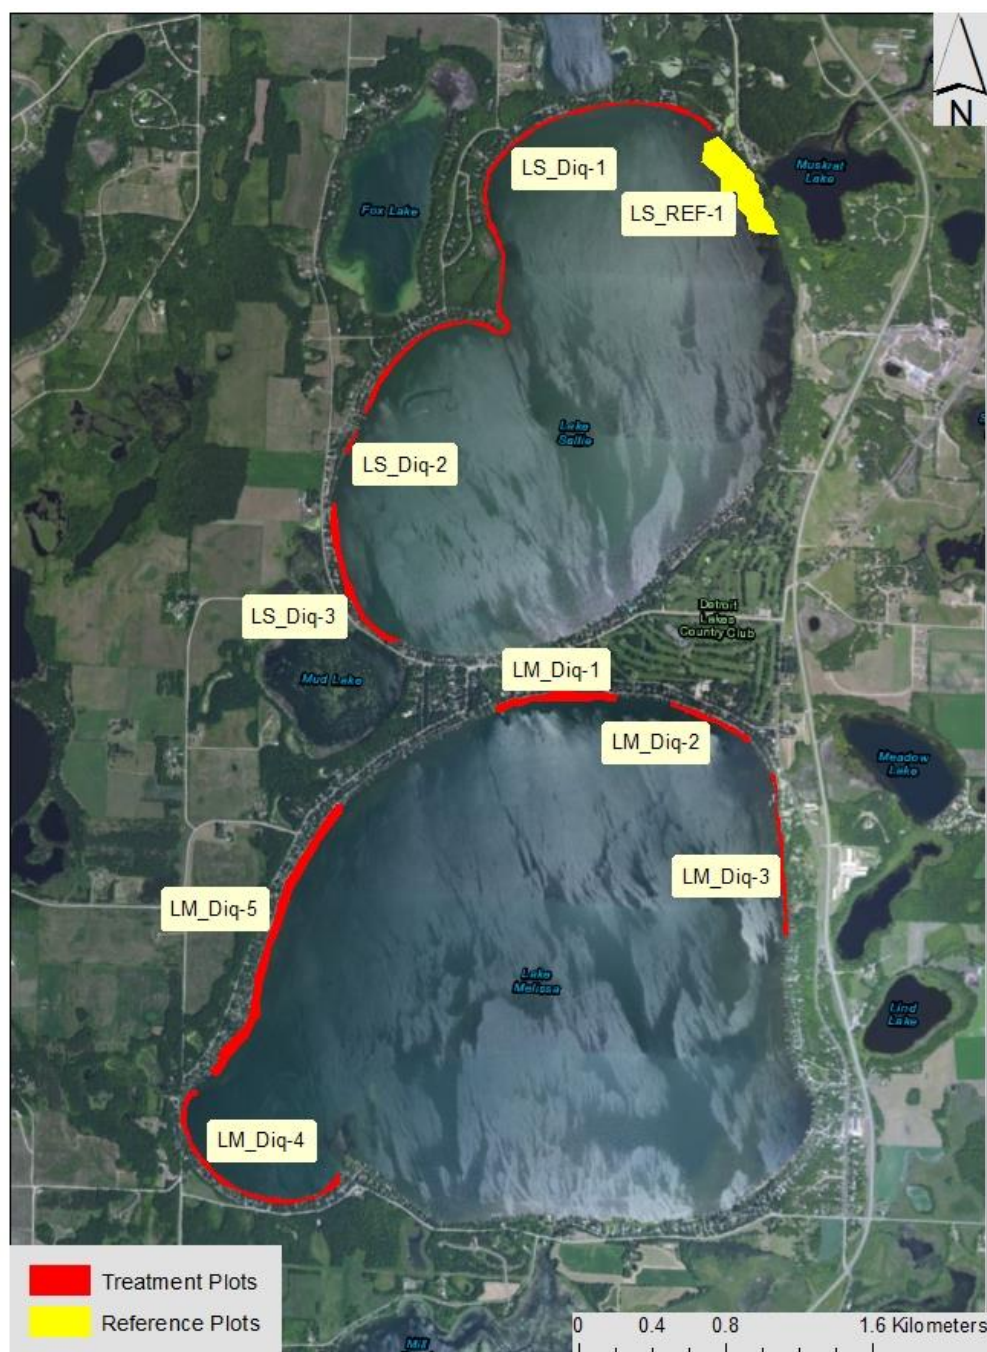 N
LS_Diq-1
Muskrat
Lake
Fox Lake
LS_REF-1
Lake
Sallie
LS_Diq-2
LS_Diq-3
Detroit
Lakes
Country Club
LM_Diq-1
Mud Lake
LM_Diq-2
Meadow
Lake
LM_Diq-3
LM_Diq-5
Lake
Melissa
Lind
Lake
LM_Diq-4
Treatment Plots
Reference Plots
0 0.4 0.8 1.6 Kilometers